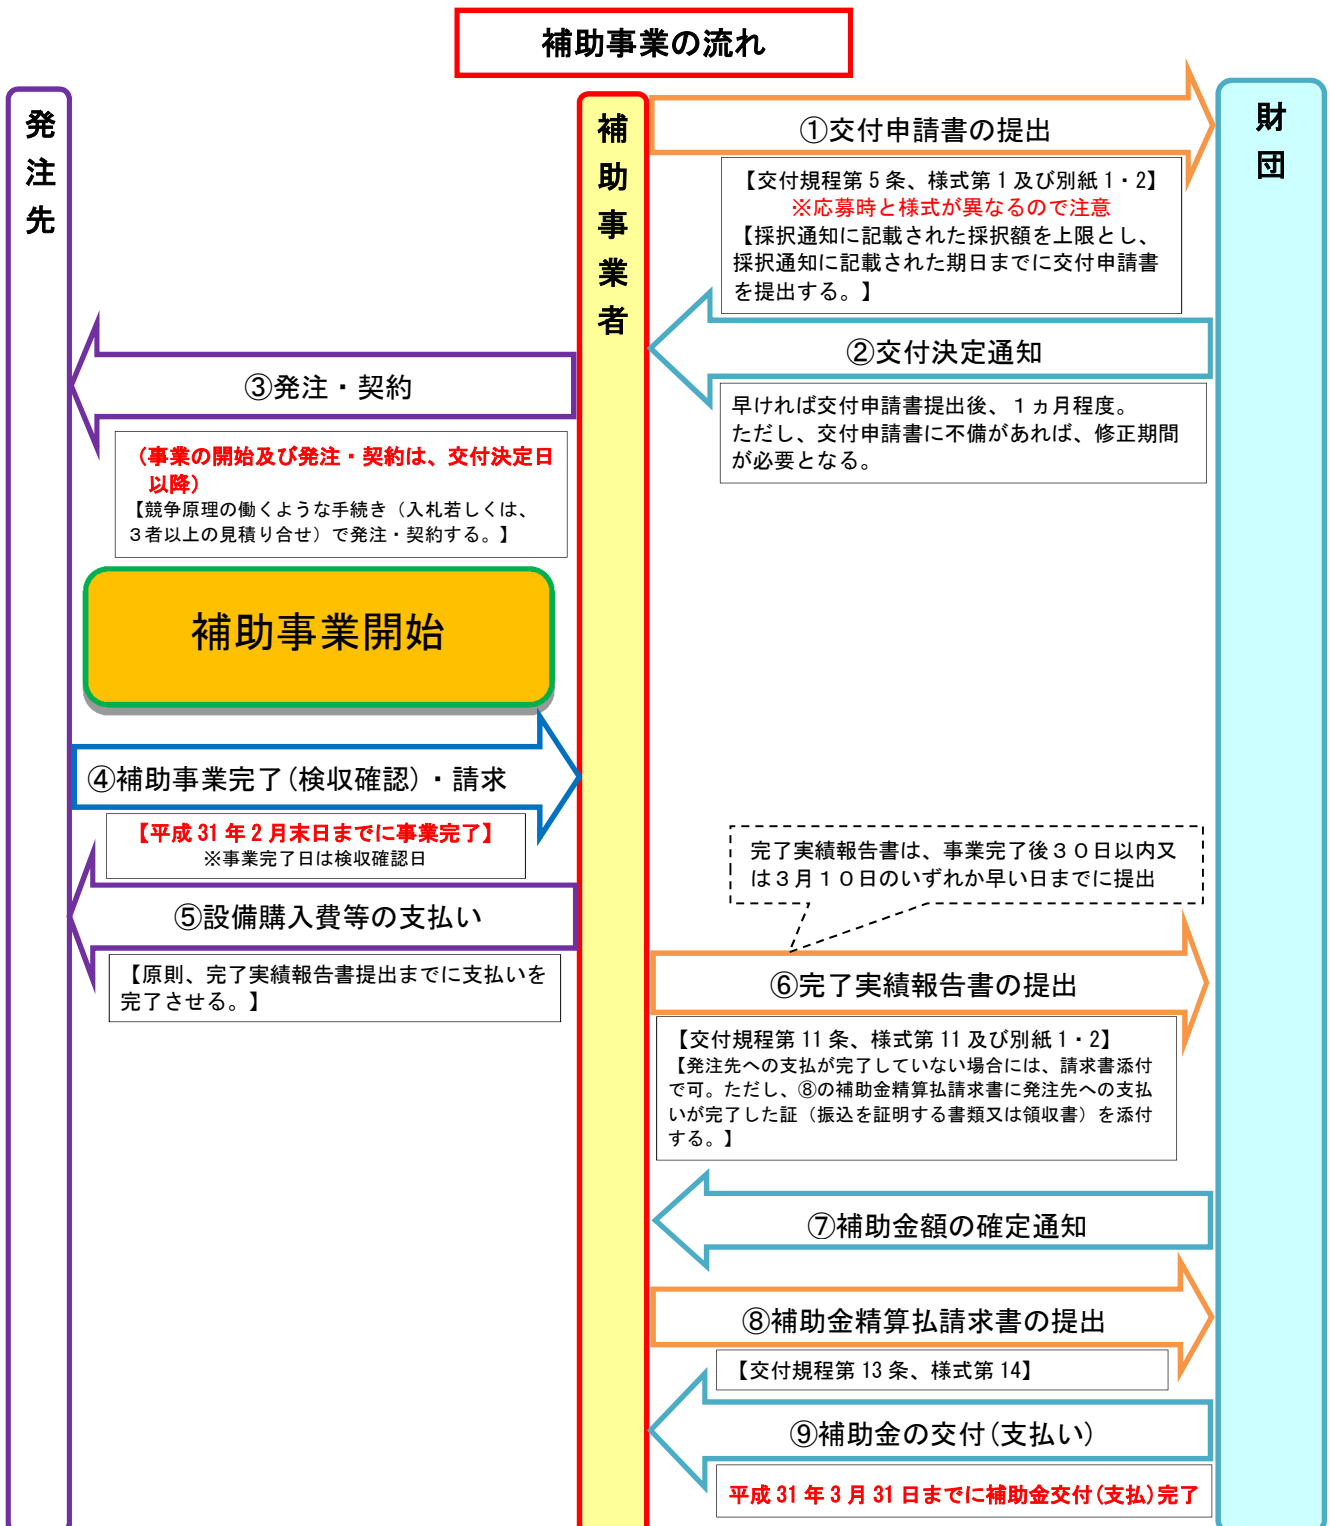 補助事業の流れ
発注先
補助事業者
財団
①交付申請書の提出
【交付規程第5条、様式第1及び別紙1・2】
※応募時と様式が異なるので注意
【採択通知に記載された採択額を上限とし、
採択通知に記載された期日までに交付申請書
を提出する。】
②交付決定通知
早ければ交付申請書提出後、1ヵ月程度。
ただし、交付申請書に不備があれば、修正期間
が必要となる。
③発注・契約
（事業の開始及び発注・契約は、交付決定日
以降）
【競争原理の働くような手続き（入札若しくは、
３者以上の見積り合せ）で発注・契約する。】
補助事業開始
④補助事業完了(検収確認)・請求
【平成31年2月末日までに事業完了】
※事業完了日は検収確認日
⑤設備購入費等の支払い
【原則、完了実績報告書提出までに支払いを
完了させる。】
完了実績報告書は、事業完了後３０日以内又
は３月１０日のいずれか早い日までに提出
⑥完了実績報告書の提出
【交付規程第11条、様式第11及び別紙1・2】
【発注先への支払が完了していない場合には、請求書添付
で可。ただし、⑧の補助金精算払請求書に発注先への支払
いが完了した証（振込を証明する書類又は領収書）を添付
する。】
⑦補助金額の確定通知
⑧補助金精算払請求書の提出
【交付規程第13条、様式第14】
⑨補助金の交付(支払い)
平成31年3月31日までに補助金交付(支払)完了